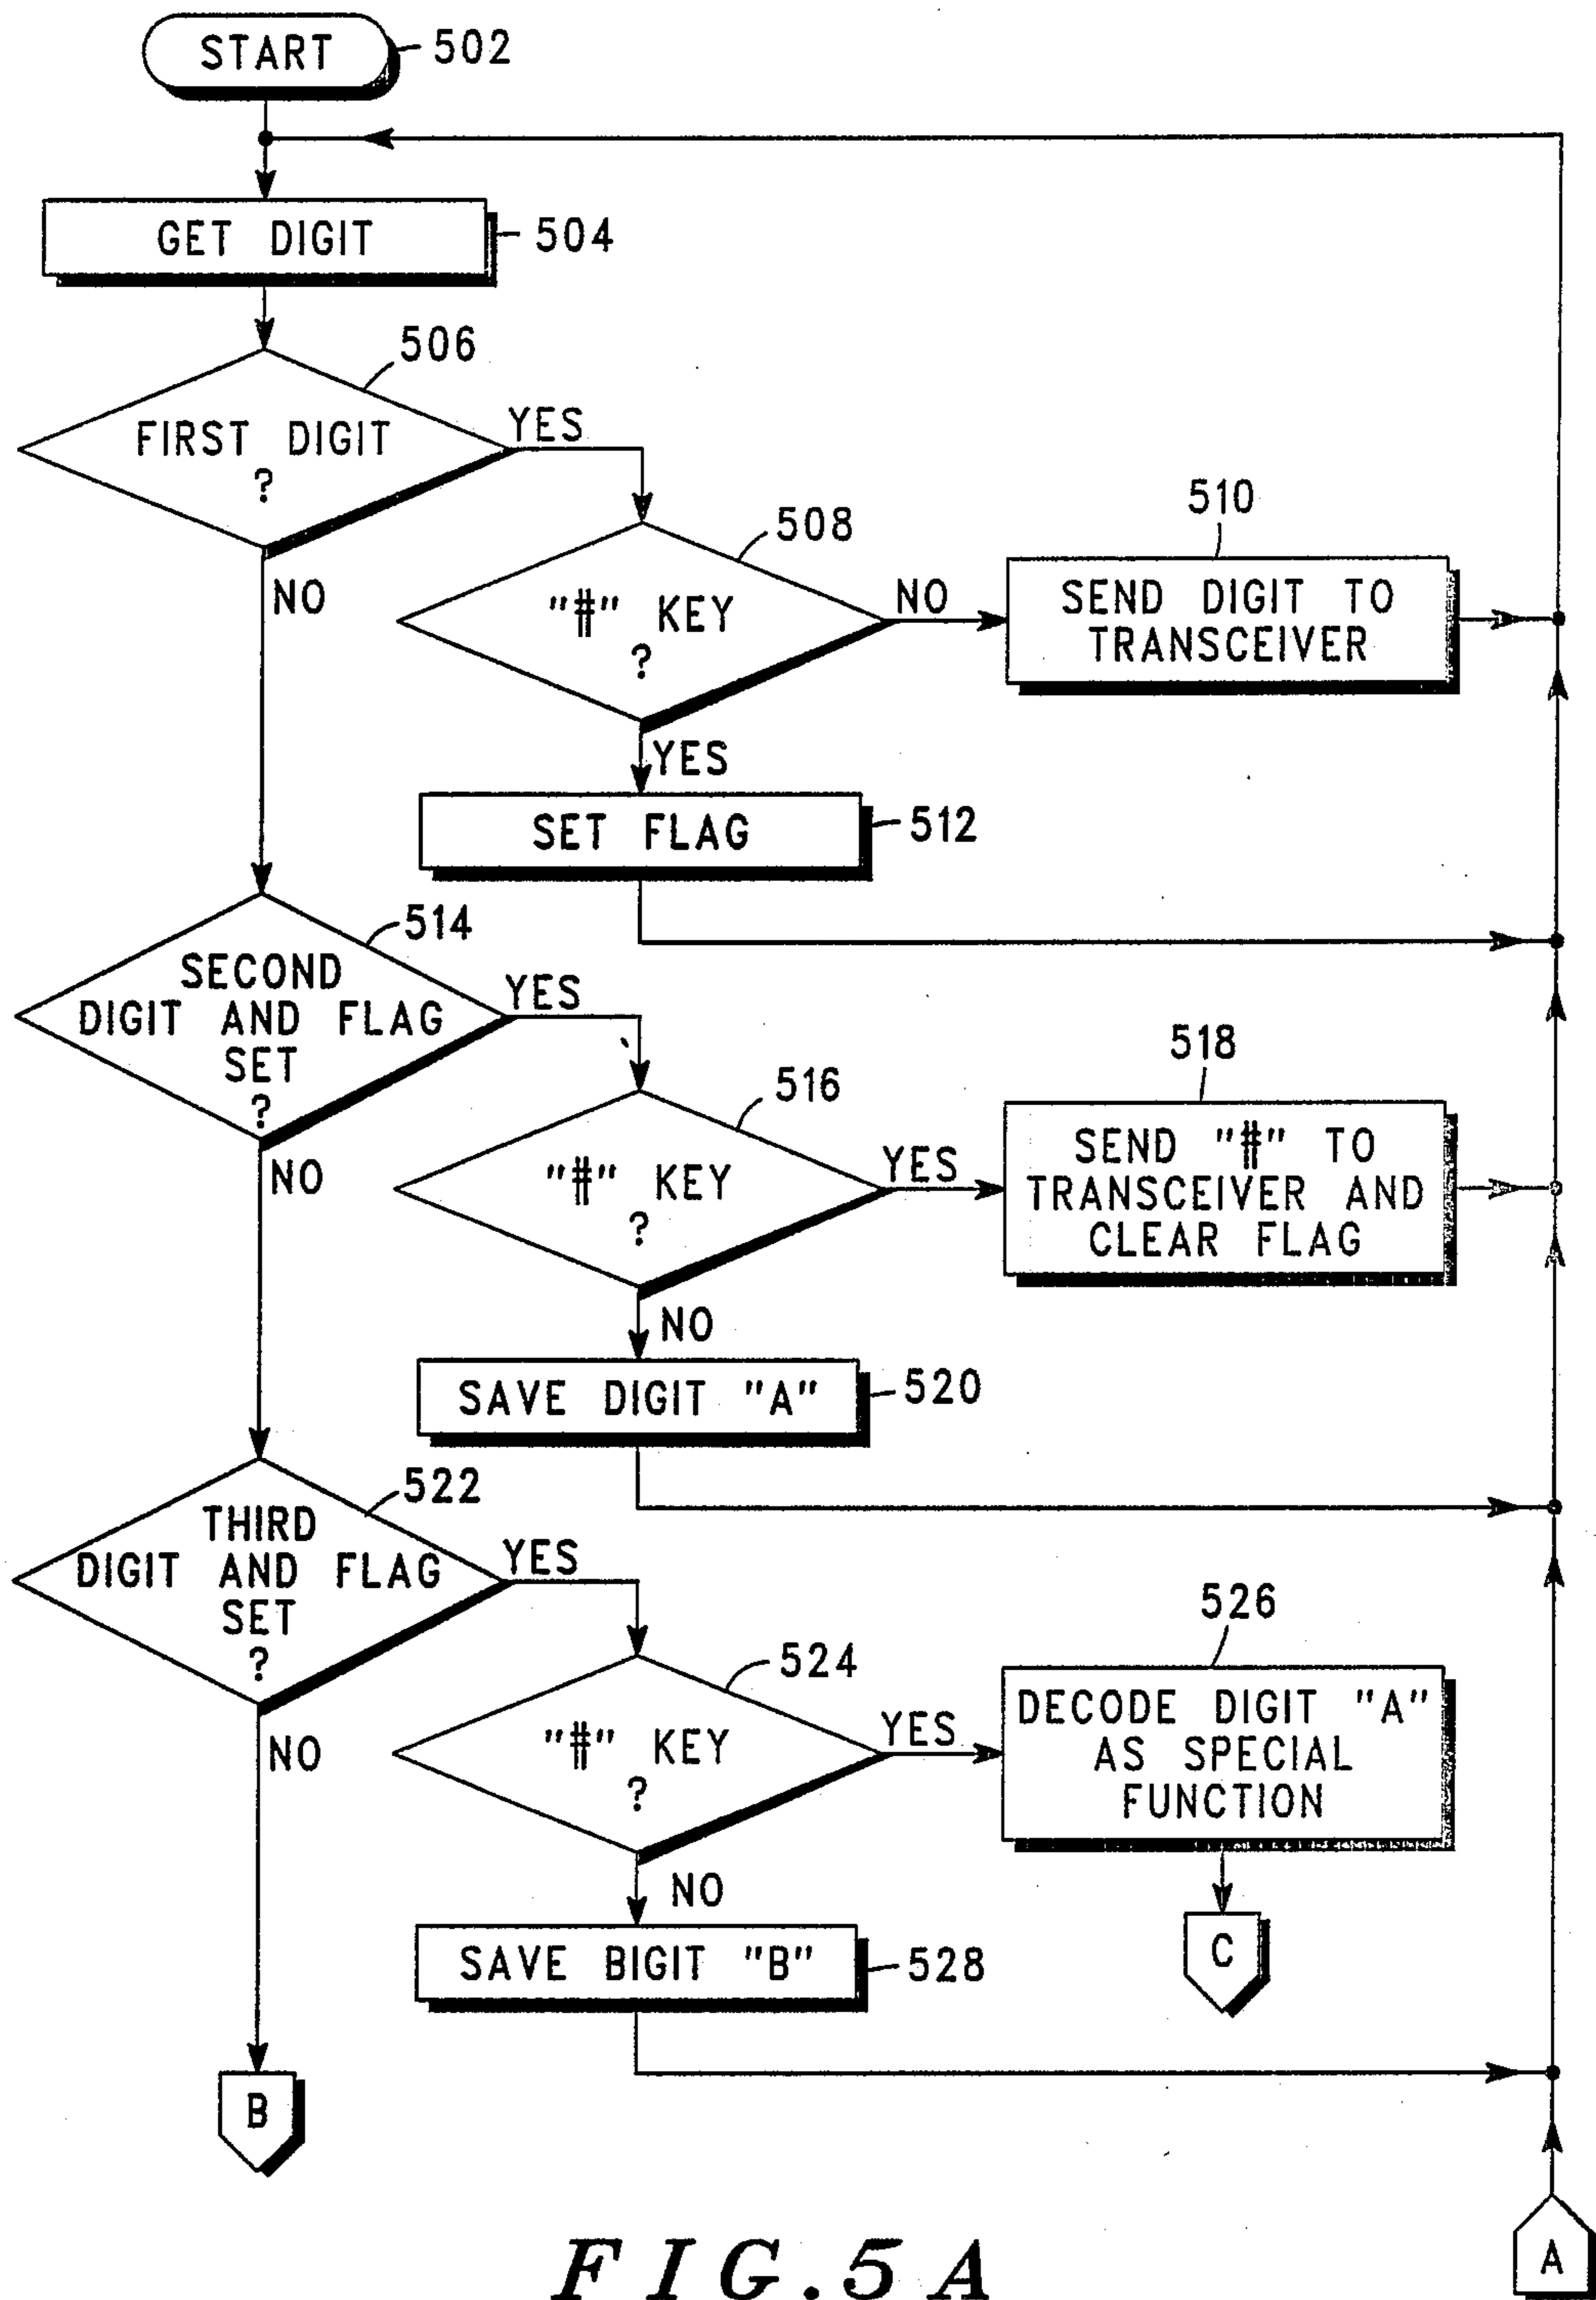 START
502
GET DIGIT
504
506
FIRST DIGIT
?
YES
NO
508
"#" KEY
?
NO
YES
510
SEND DIGIT TO
TRANSCEIVER
SET FLAG
512
514
SECOND
DIGIT AND FLAG
SET
?
YES
NO
516
"#" KEY
?
YES
NO
518
SEND "#" TO
TRANSCEIVER AND
CLEAR FLAG
SAVE DIGIT "A"
520
522
THIRD
DIGIT AND FLAG
SET
?
YES
NO
524
"#" KEY
?
YES
NO
526
DECODE DIGIT "A"
AS SPECIAL
FUNCTION
C
SAVE BIGIT "B"
528
B
A
FIG.5A